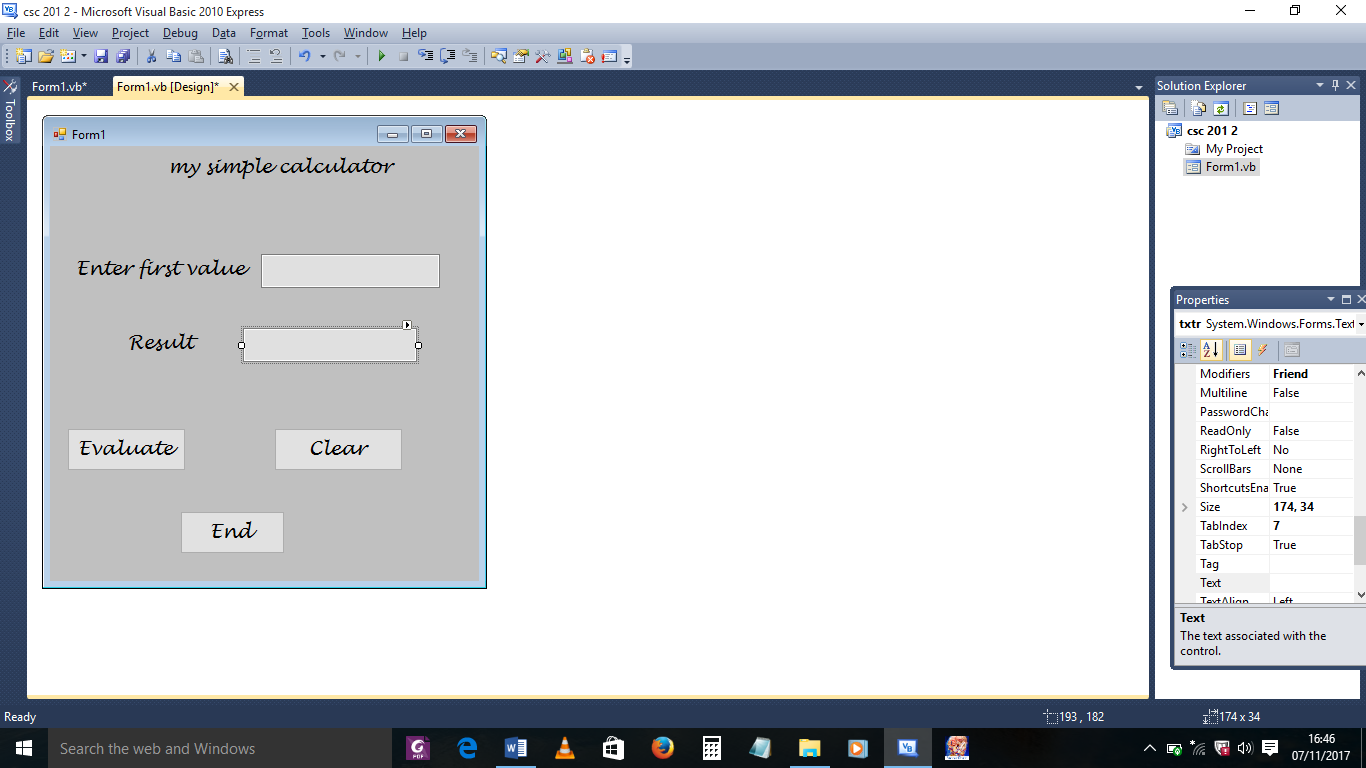 csc 201 2 - Microsoft Visual Basic 2010 Express
File Edit View Project Debug Data Format Tools Window Help
Toolbox
Form1.vb* Form1.vb [Design]*
Form1
my simple calculator
Enter first value
Result
Evaluate Clear
End
Solution Explorer
csc 201 2
My Project
Form1.vb
Properties
txtr System.Windows.Forms.Text
Modifiers Friend
Multiline False
PasswordCha
ReadOnly False
RightToLeft No
ScrollBars None
ShortcutsEna True
Size 174, 34
TabIndex 7
TabStop True
Tag
Text
TextAlign Left
Text
The text associated with the
control.
Ready 193 , 182 174 x 34
Search the web and Windows
16:46
07/11/2017